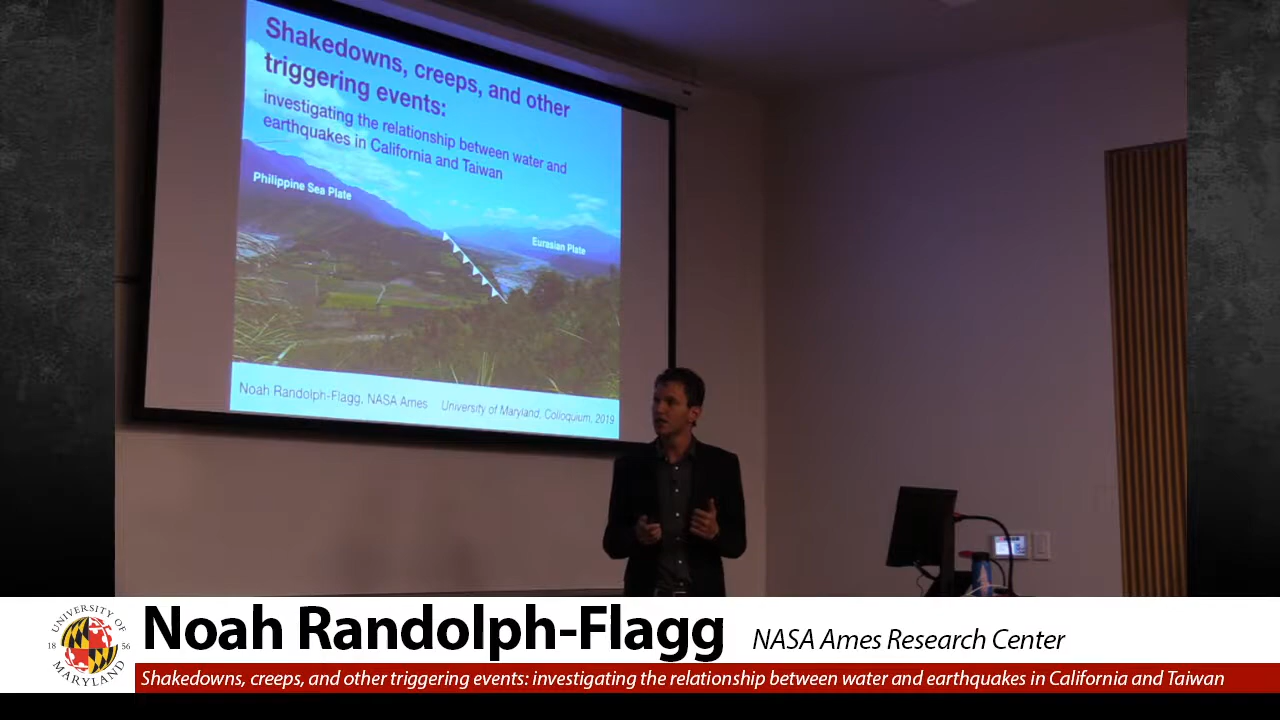 Shakedowns, creeps, and other
triggering events:
investigating the relationship between water and
earthquakes in California and Taiwan
Philippine Sea Plate
Eurasian Plate
Noah Randolph-Flagg, NASA Ames University of Maryland, Colloquium, 2019
UNIVERSITY OF
18 56
MARYLAND
Noah Randolph-Flagg NASA Ames Research Center
Shakedowns, creeps, and other triggering events: investigating the relationship between water and earthquakes in California and Taiwan